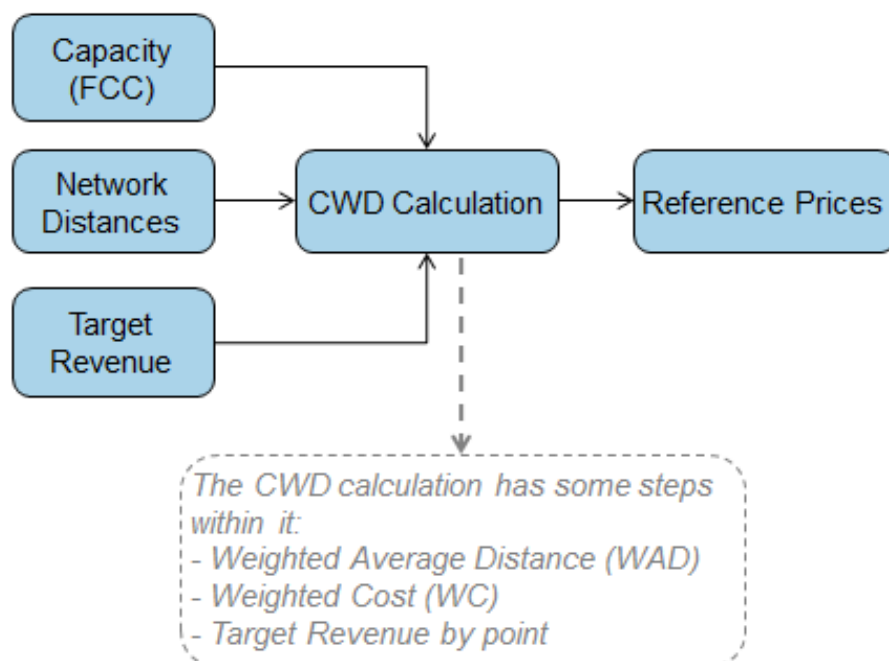 Capacity
(FCC)
Network
Distances
CWD Calculation
Reference Prices
Target
Revenue
The CWD calculation has some steps
within it:
- Weighted Average Distance (WAD)
- Weighted Cost (WC)
- Target Revenue by point